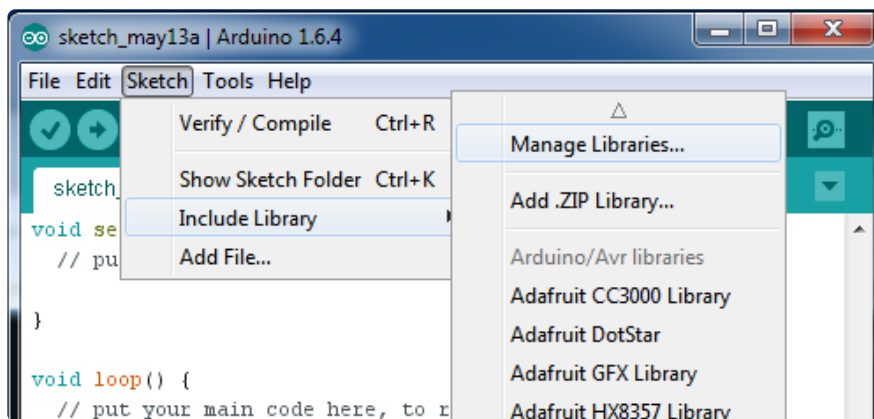 sketch_may13a | Arduino 1.6.4
File Edit Sketch Tools Help
Verify / Compile Ctrl+R
Show Sketch Folder Ctrl+K
Include Library
Add File...
Manage Libraries...
Add .ZIP Library...
Arduino/Avr libraries
Adafruit CC3000 Library
Adafruit DotStar
Adafruit GFX Library
Adafruit HX8357 Library
sketch_
void se
// pu
}
void loop() {
// put your main code here, to r